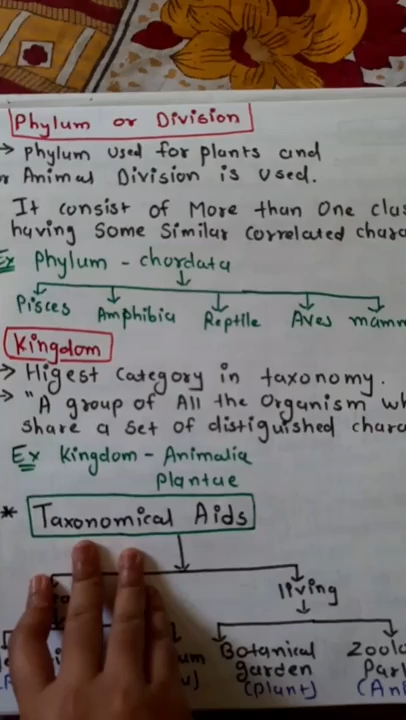 Phylum or Division
→ Phylum used for plants and
Animal Division is used.
It consist of More than One
having Some Similar Correlated
Ex Phylum - chordata
Pisces Amphibia Reptile Aves
Kingdom
→ Higest Category in taxonomy.
→ "A group of All the Organism
share a set of distiguished
Ex Kingdom - Animalia
Plantae
* Taxonomical Aids
living
Botanical
garden
(Plant)